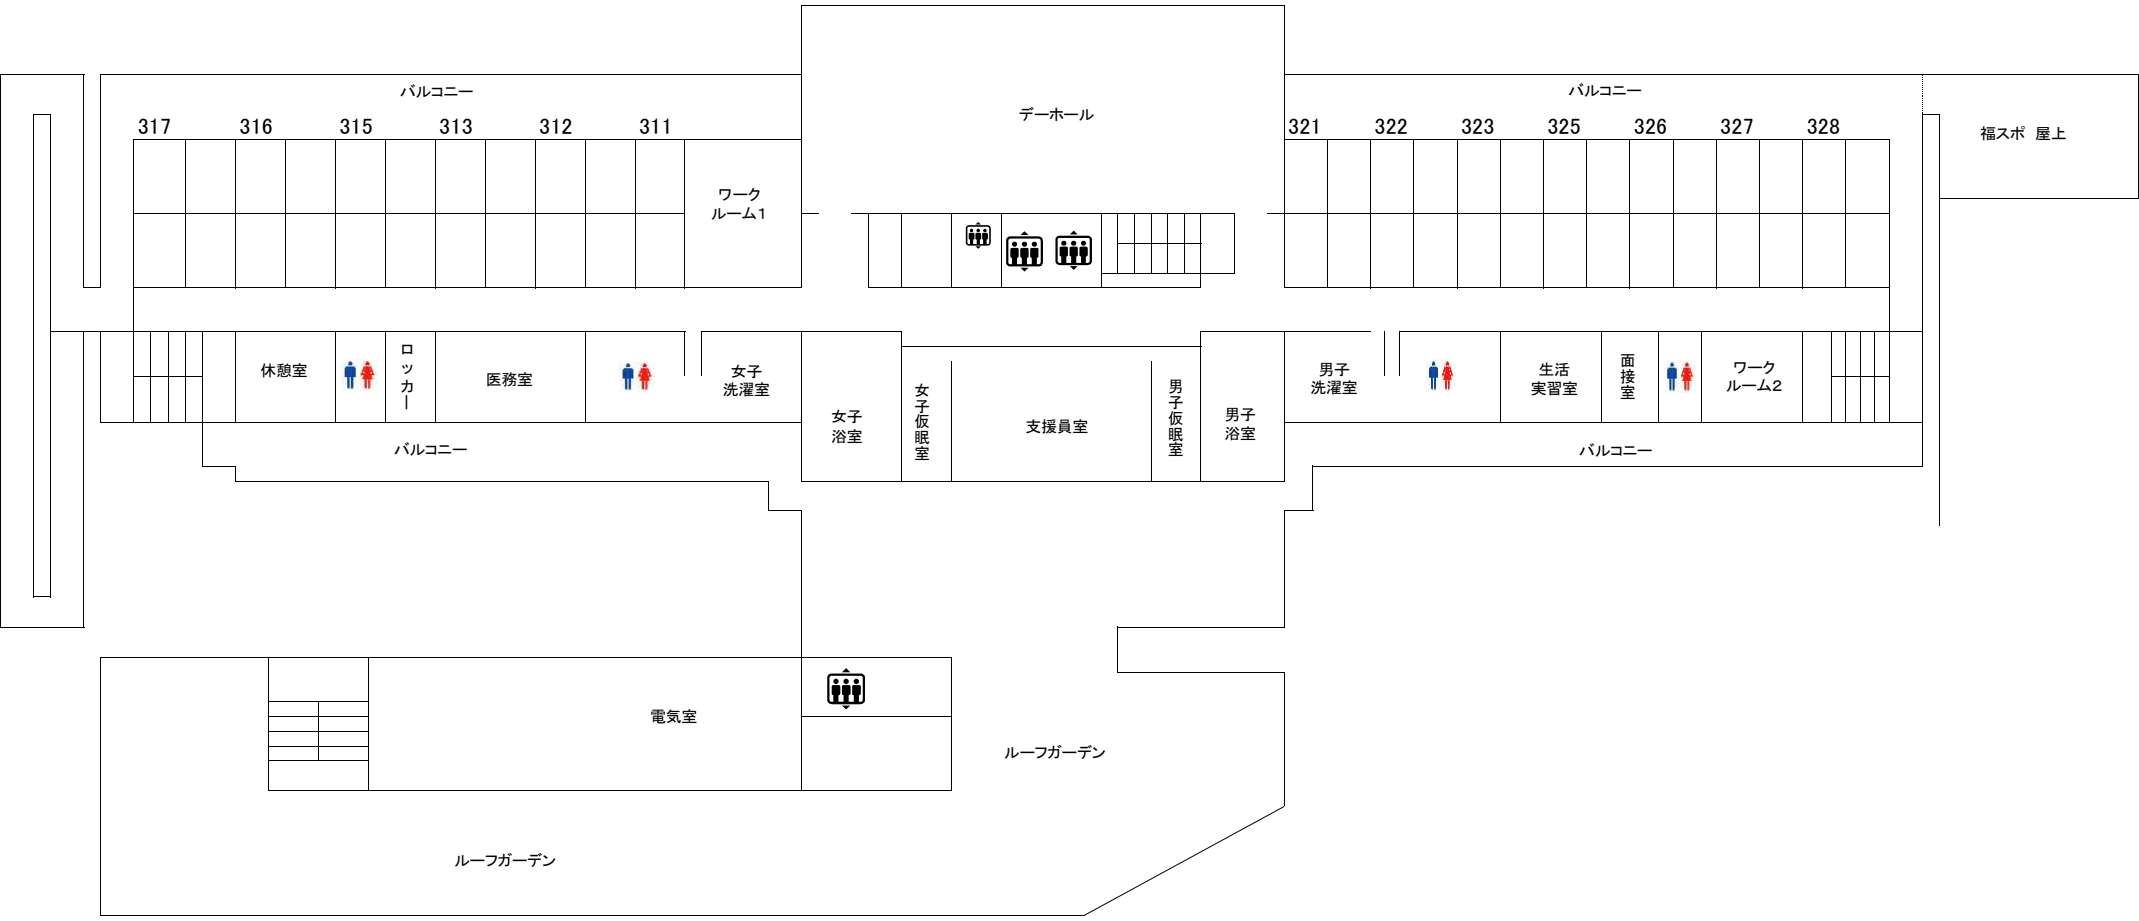 バルコニー
デーホール
バルコニー
317
316
315
313
312
311
321
322
323
325
326
327
328
福スポ 屋上
ワーク
ルーム1
休憩室
ロッカー
医務室
女子
洗濯室
女子
浴室
女子仮眠室
支援員室
男子仮眠室
男子
浴室
男子
洗濯室
生活
実習室
面接室
ワーク
ルーム2
バルコニー
バルコニー
電気室
ルーフガーデン
ルーフガーデン